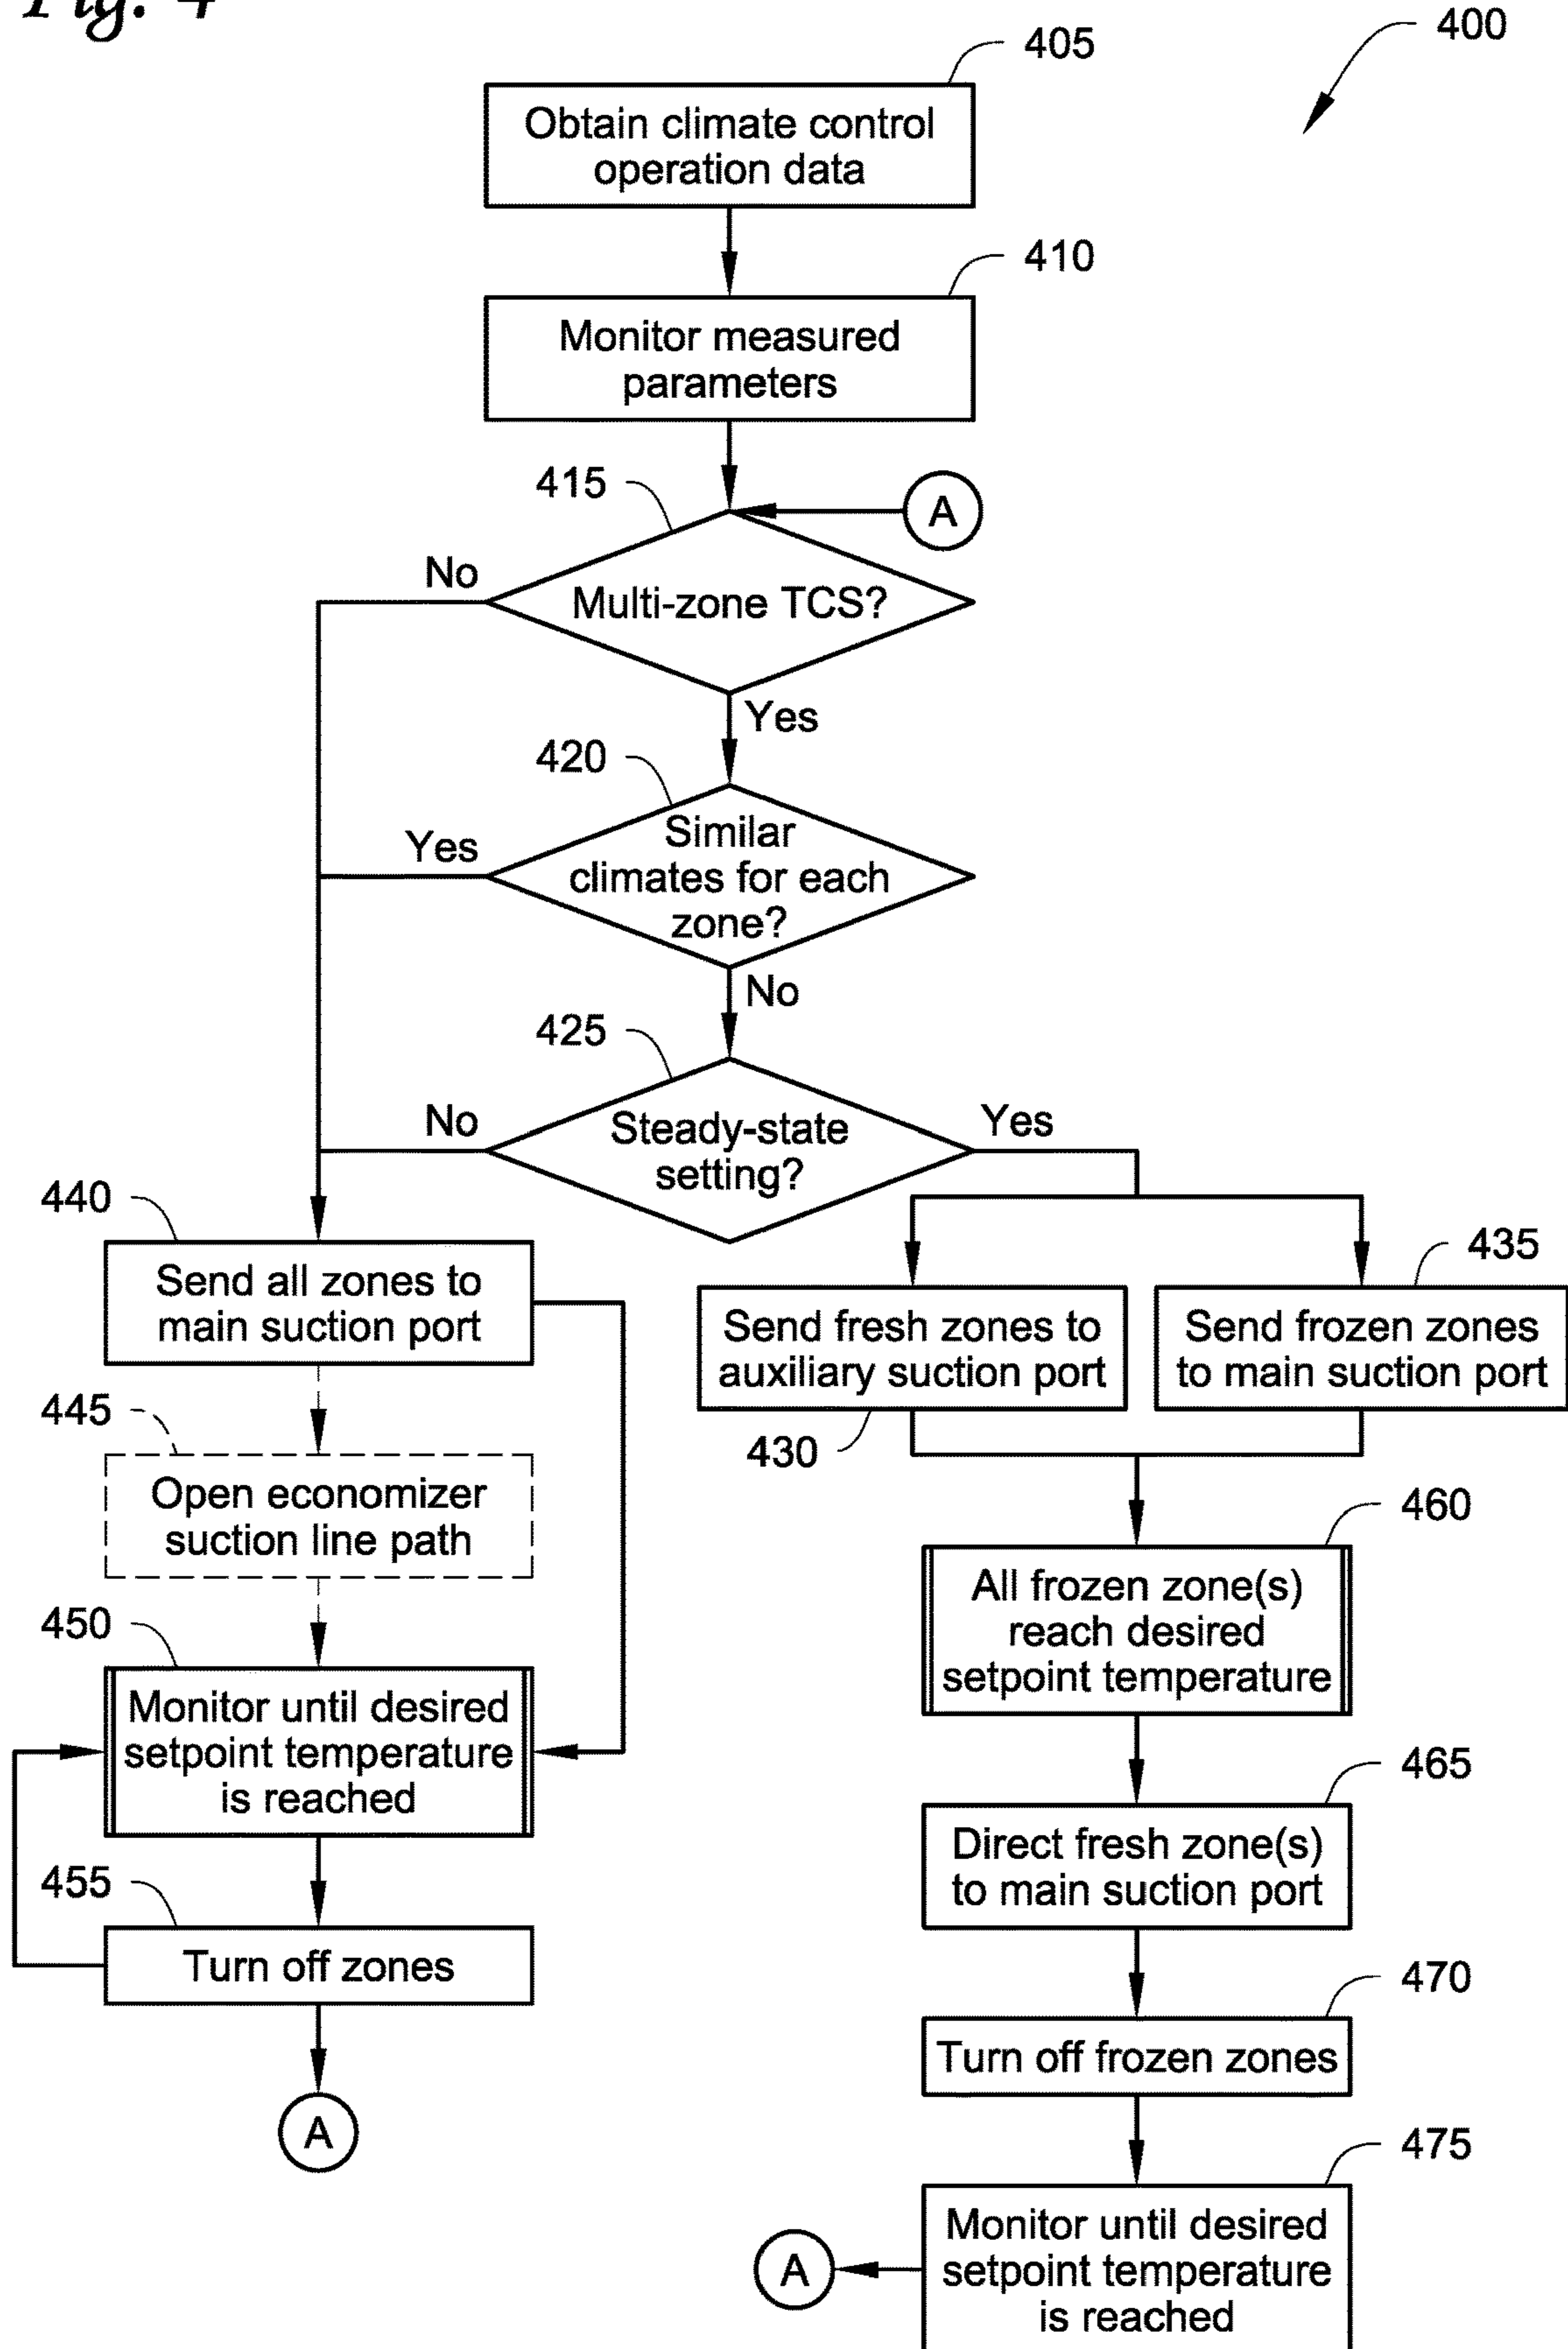 Fig. 4
400
405
Obtain climate control
operation data
410
Monitor measured
parameters
415
A
No
Multi-zone TCS?
Yes
420
Yes
Similar
climates for each
zone?
No
425
No
Steady-state
setting?
Yes
440
Send all zones to
main suction port
435
Send fresh zones to
auxiliary suction port
Send frozen zones
to main suction port
430
445
Open economizer
suction line path
460
All frozen zone(s)
reach desired
setpoint temperature
450
Monitor until desired
setpoint temperature
is reached
465
Direct fresh zone(s)
to main suction port
455
Turn off zones
470
Turn off frozen zones
A
475
Monitor until desired
setpoint temperature
is reached
A